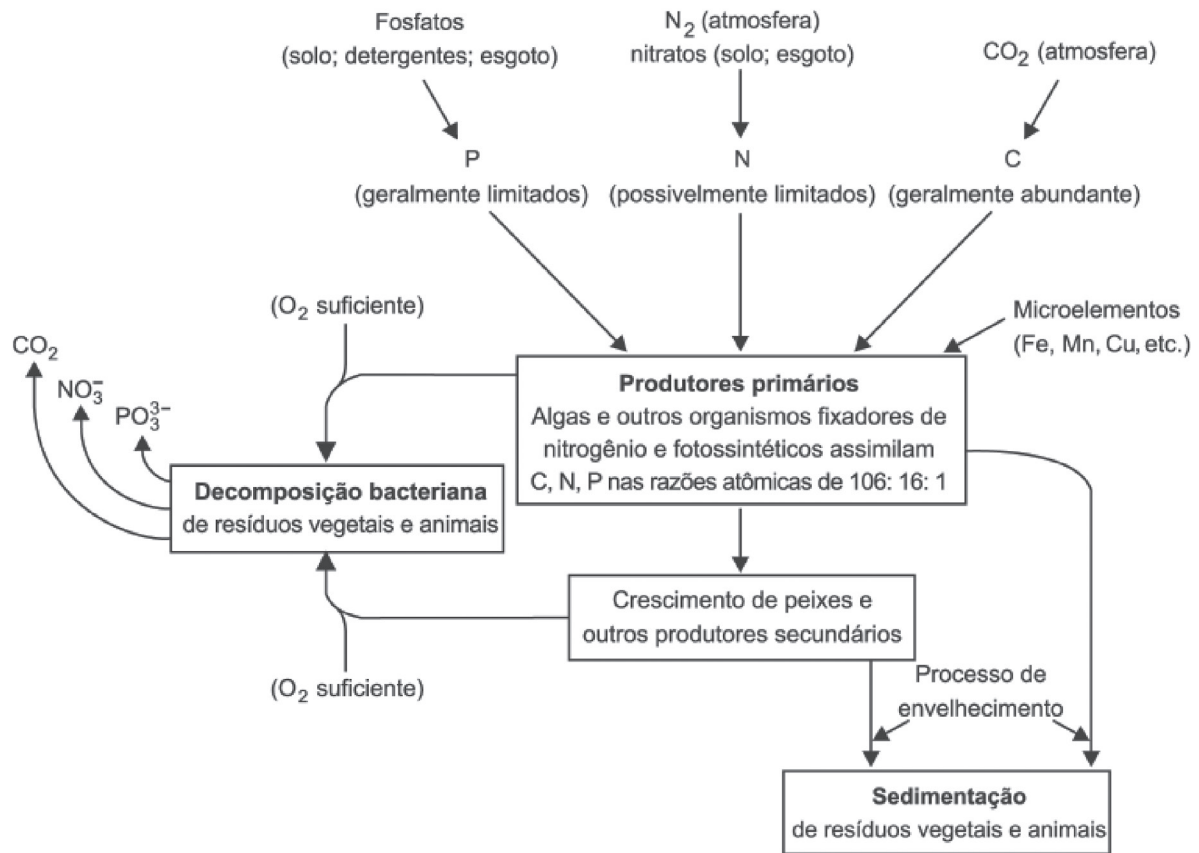 Fosfatos
(solo; detergentes; esgoto)
N₂ (atmosfera)
nitratos (solo; esgoto)
CO₂ (atmosfera)
P
(geralmente limitados)
N
(possivelmente limitados)
C
(geralmente abundante)
(O₂ suficiente)
Microelementos
(Fe, Mn, Cu, etc.)
CO₂
NO₃⁻
PO₃³⁻
Produtores primários
Algas e outros organismos fixadores de
nitrogênio e fotossintéticos assimilam
C, N, P nas razões atômicas de 106: 16: 1
Decomposição bacteriana
de resíduos vegetais e animais
Crescimento de peixes e
outros produtores secundários
(O₂ suficiente)
Processo de
envelhecimento
Sedimentação
de resíduos vegetais e animais